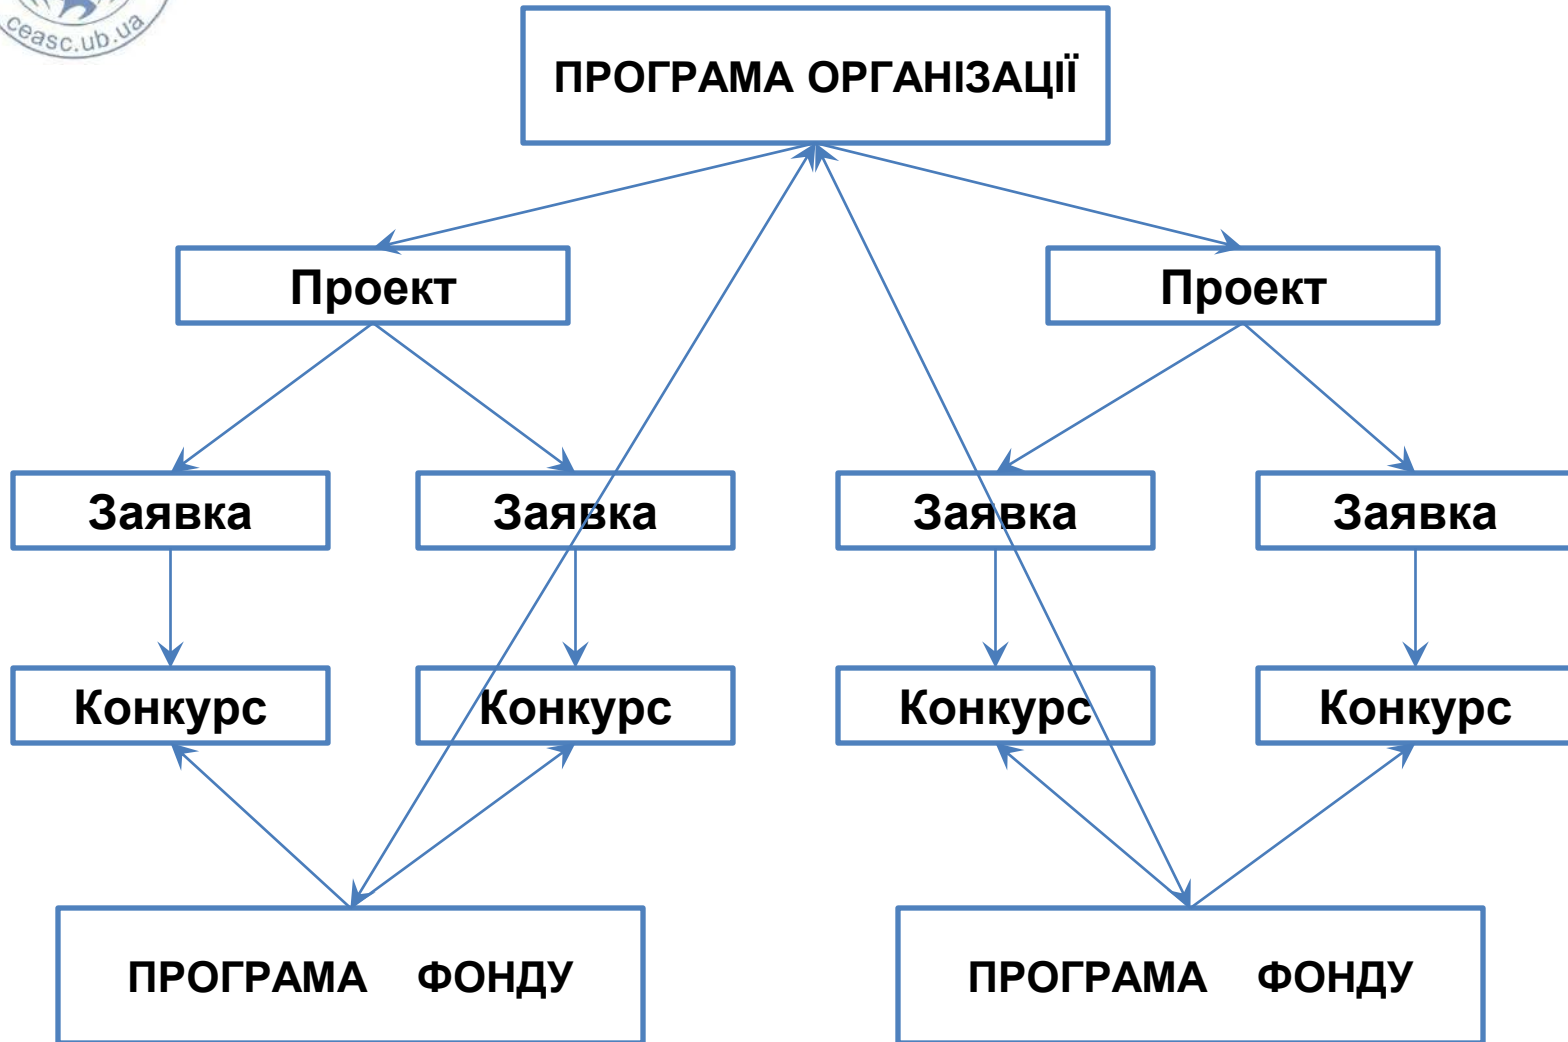 ceasc.ub.ua
ПРОГРАМА ОРГАНІЗАЦІЇ
Проект Проект
Заявка Заявка Заявка Заявка
Конкурс Конкурс Конкурс Конкурс
ПРОГРАМА ФОНДУ ПРОГРАМА ФОНДУ